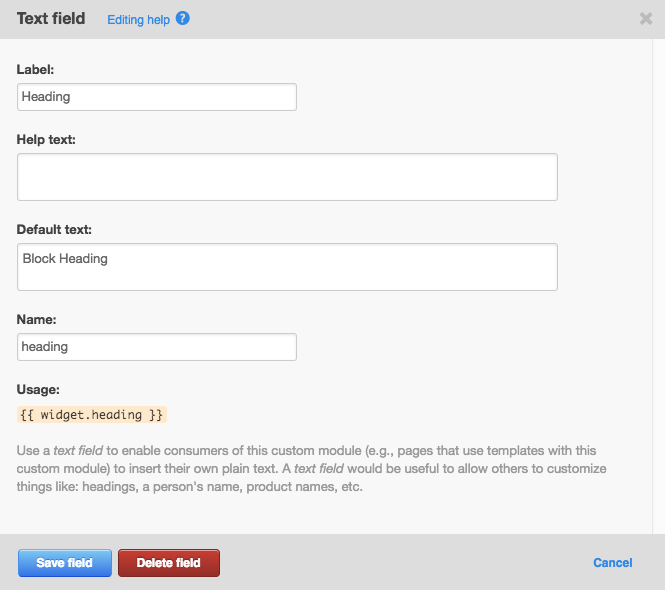 Text field Editing help ?
Label:
Heading
Help text:
Default text:
Block Heading
Name:
heading
Usage:
{{ widget.heading }}
Use a text field to enable consumers of this custom module (e.g., pages that use templates with this
custom module) to insert their own plain text. A text field would be useful to allow others to customize
things like: headings, a person's name, product names, etc.
Save field Delete field Cancel